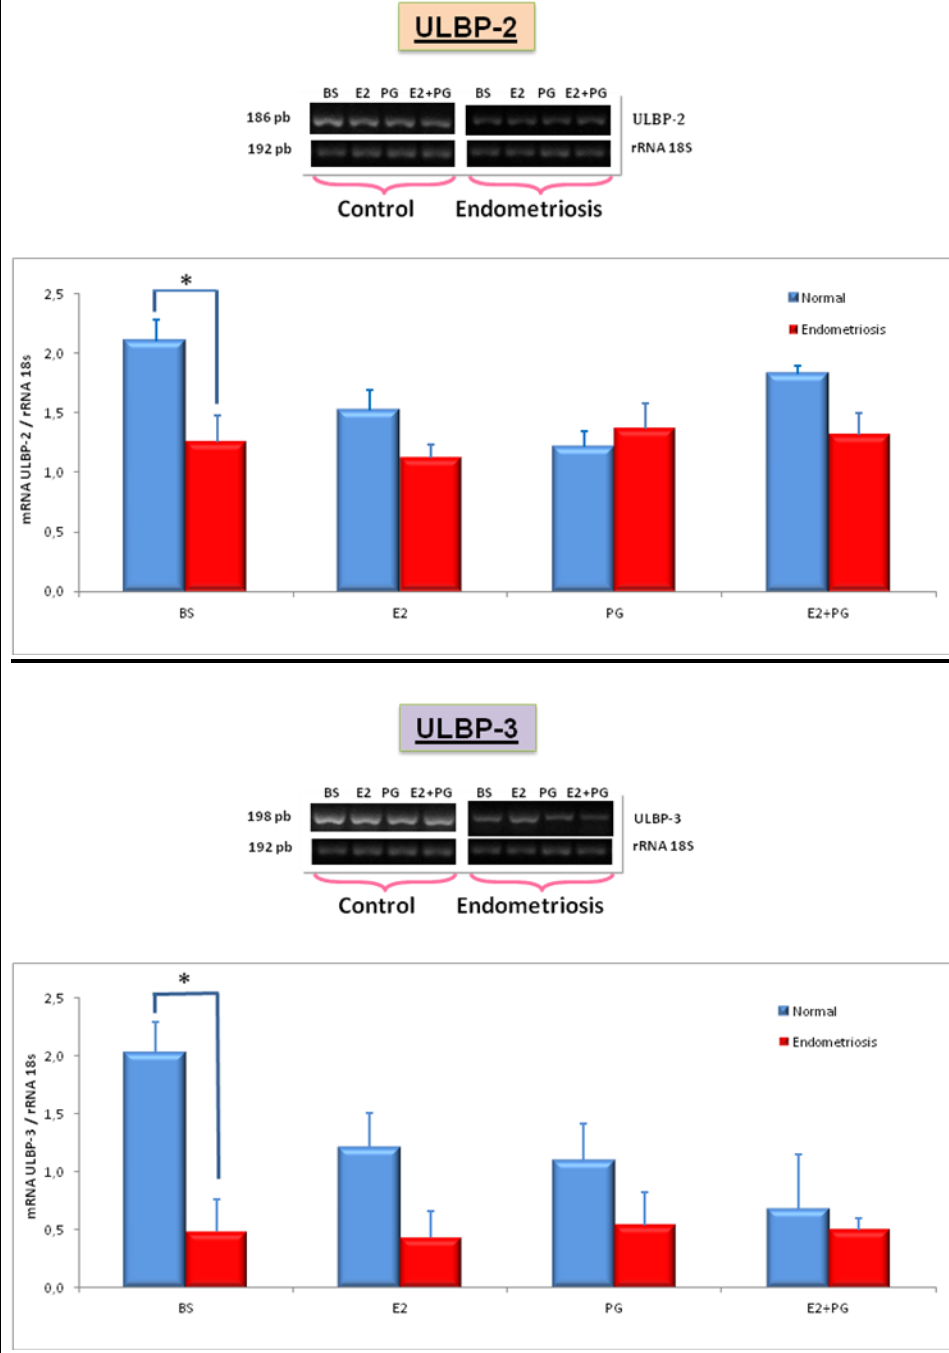 ULBP-2
BS E2 PG E2+PG BS E2 PG E2+PG
186 pb ULBP-2
192 pb rRNA 18S
Control Endometriosis
*
2,5
2,0
1,5
1,0
0,5
0,0
mRNA ULBP-2 / rRNA 18s
Normal
Endometriosis
BS E2 PG E2+PG
ULBP-3
BS E2 PG E2+PG BS E2 PG E2+PG
198 pb ULBP-3
192 pb rRNA 18S
Control Endometriosis
*
2,5
2,0
1,5
1,0
0,5
0,0
mRNA ULBP-3 / rRNA 18s
Normal
Endometriosis
BS E2 PG E2+PG